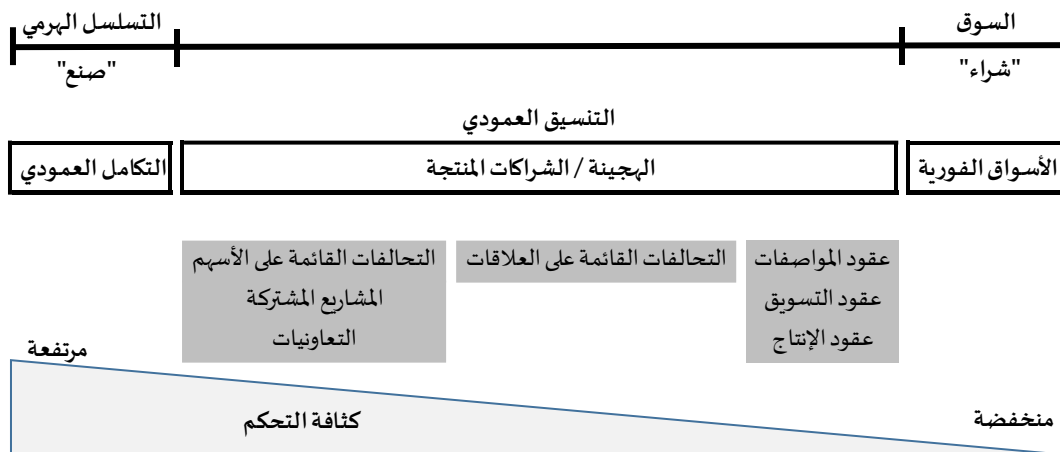 السوق
التسلسل الهرمي
"شراء"
"صنع"
التنسيق العمودي
الأسواق الفورية
الهجينة / الشراكات المنتجة
التكامل العمودي
عقود المواصفات
عقود التسويق
عقود الإنتاج
التحالفات القائمة على العلاقات
التحالفات القائمة على الأسهم
المشاريع المشتركة
التعاونيات
مرتفعة
منخفضة
كثافة التحكم